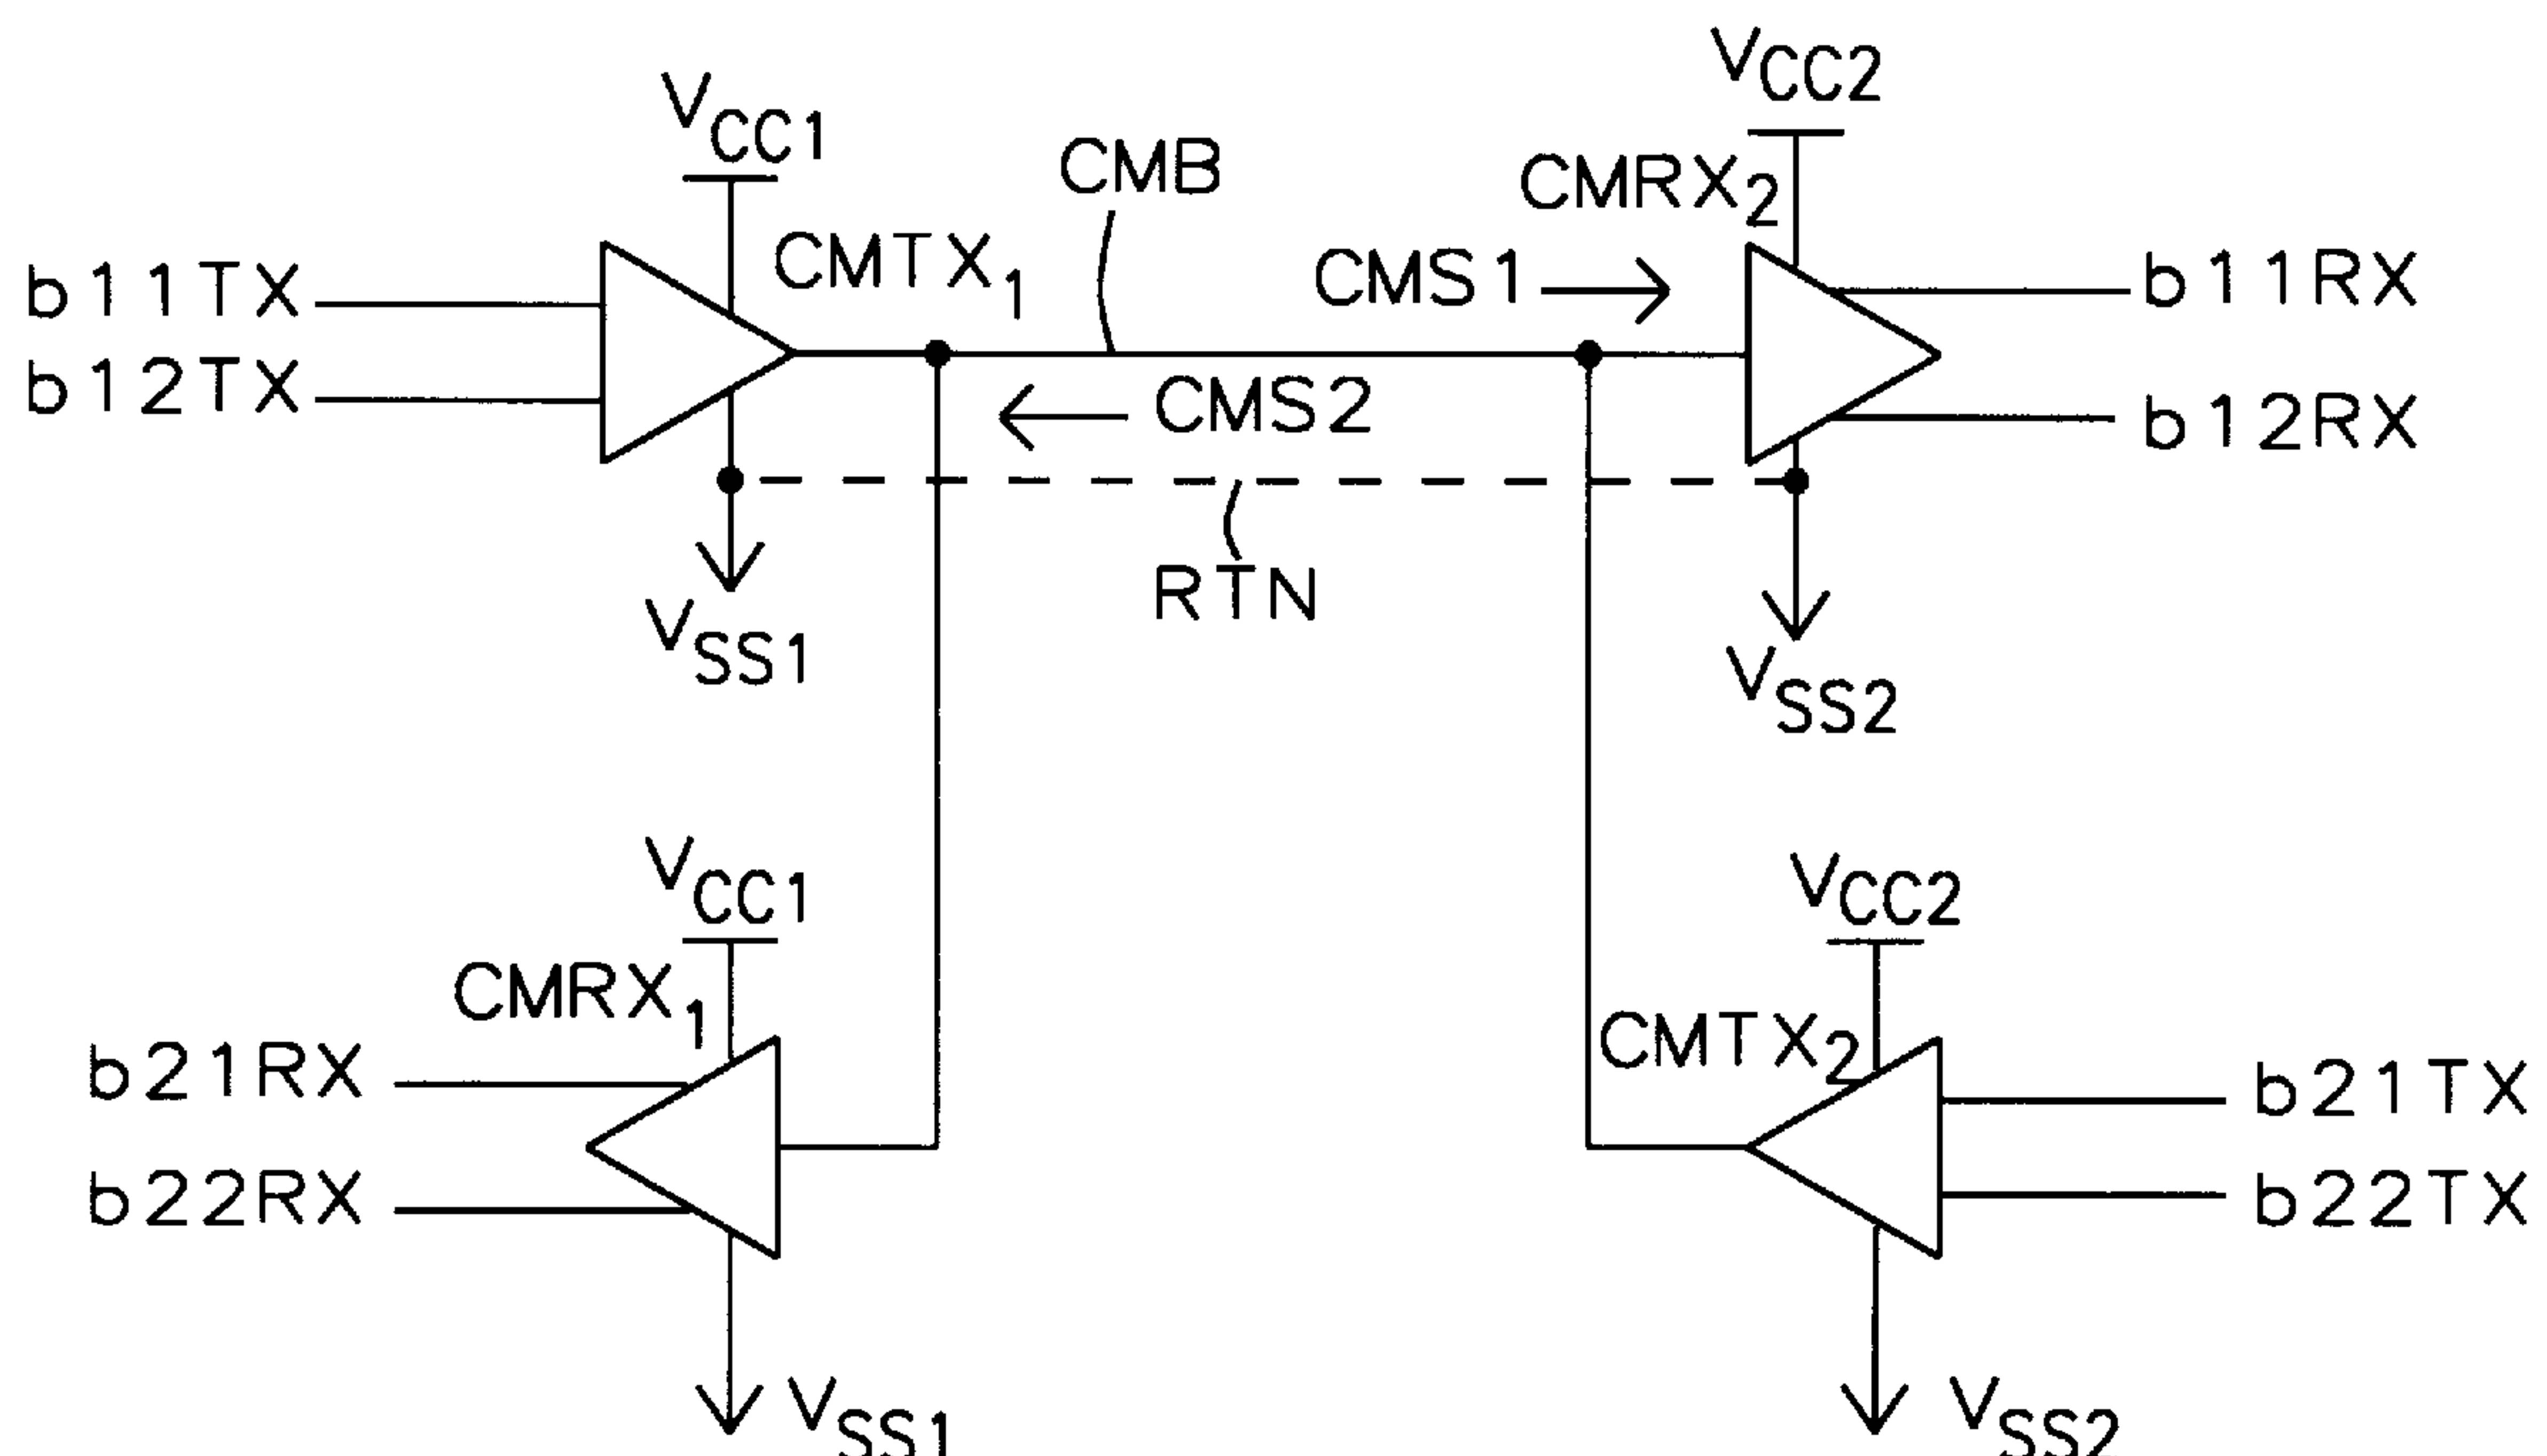 VCC2
VCC1
CMB
CMRX2
CMTX1
CMS1
b11TX
b11RX
b12TX
CMS2
b12RX
RTN
VSS1
VSS2
VCC1
VCC2
CMRX1
CMTX2
b21RX
b21TX
b22RX
b22TX
VSS1
VSS2